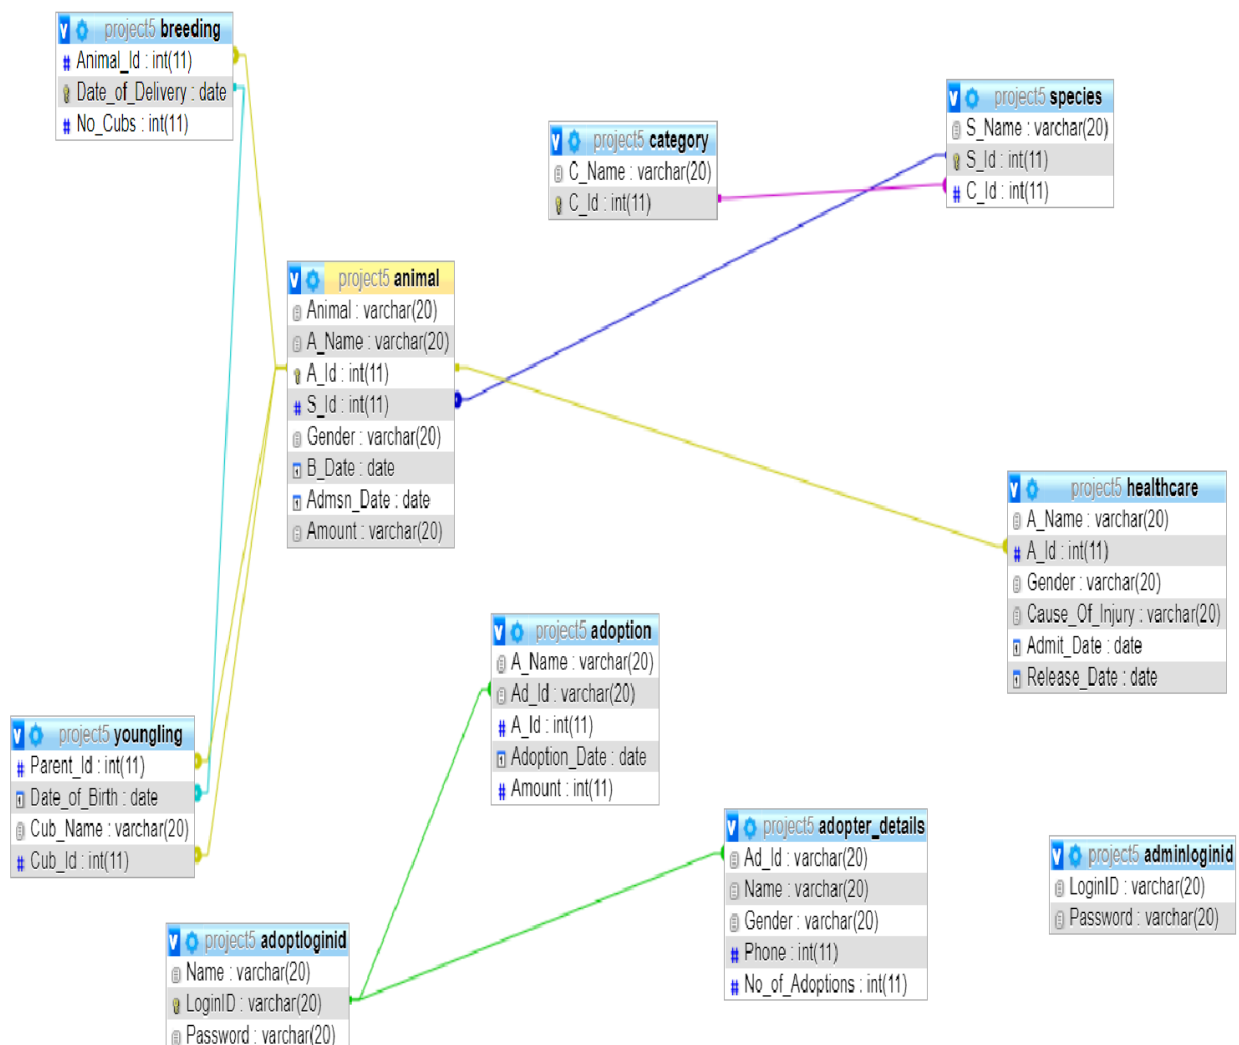 project5 breeding
Animal_Id : int(11)
Date_of_Delivery : date
No_Cubs : int(11)
project5 species
S_Name : varchar(20)
S_Id : int(11)
C_Id : int(11)
project5 category
C_Name : varchar(20)
C_Id : int(11)
project5 animal
Animal : varchar(20)
A_Name : varchar(20)
A_Id : int(11)
S_Id : int(11)
Gender : varchar(20)
B_Date : date
Admsn_Date : date
Amount : varchar(20)
project5 healthcare
A_Name : varchar(20)
A_Id : int(11)
Gender : varchar(20)
Cause_Of_Injury : varchar(20)
Admit_Date : date
Release_Date : date
project5 adoption
A_Name : varchar(20)
Ad_Id : varchar(20)
A_Id : int(11)
Adoption_Date : date
Amount : int(11)
project5 youngling
Parent_Id : int(11)
Date_of_Birth : date
Cub_Name : varchar(20)
Cub_Id : int(11)
project5 adopter_details
Ad_Id : varchar(20)
Name : varchar(20)
Gender : varchar(20)
Phone : int(11)
No_of_Adoptions : int(11)
project5 adminloginid
LoginID : varchar(20)
Password : varchar(20)
project5 adoptloginid
Name : varchar(20)
LoginID : varchar(20)
Password : varchar(20)